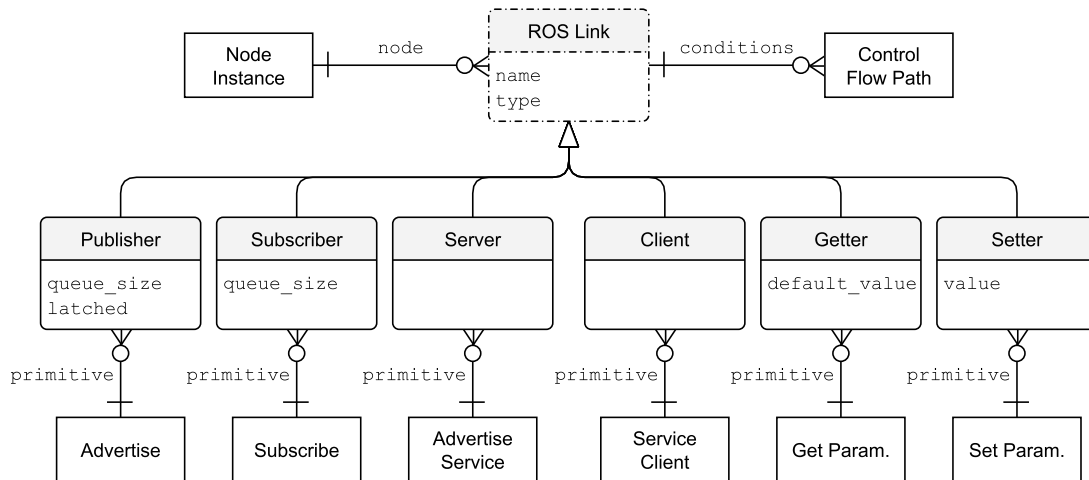 ROS Link
name
type
Node
Instance
node
conditions
Control
Flow Path
Publisher
queue_size
latched
Subscriber
queue_size
Server
Client
Getter
default_value
Setter
value
primitive
primitive
primitive
primitive
primitive
primitive
Advertise
Subscribe
Advertise
Service
Service
Client
Get Param.
Set Param.